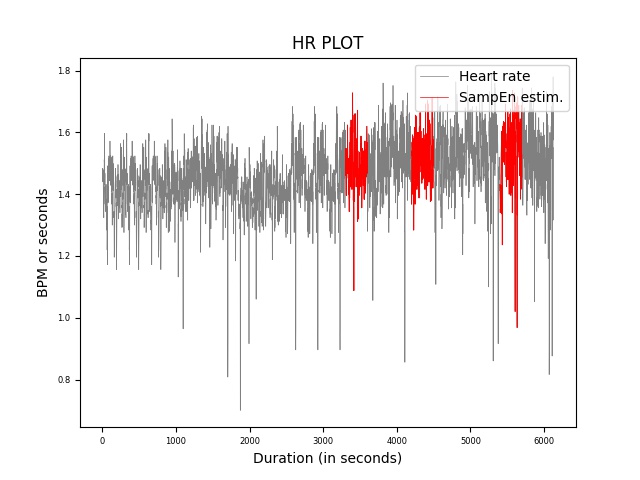 HR PLOT
Heart rate
SampEn estim.
BPM or seconds
1.8
1.6
1.4
1.2
1.0
0.8
0 1000 2000 3000 4000 5000 6000
Duration (in seconds)